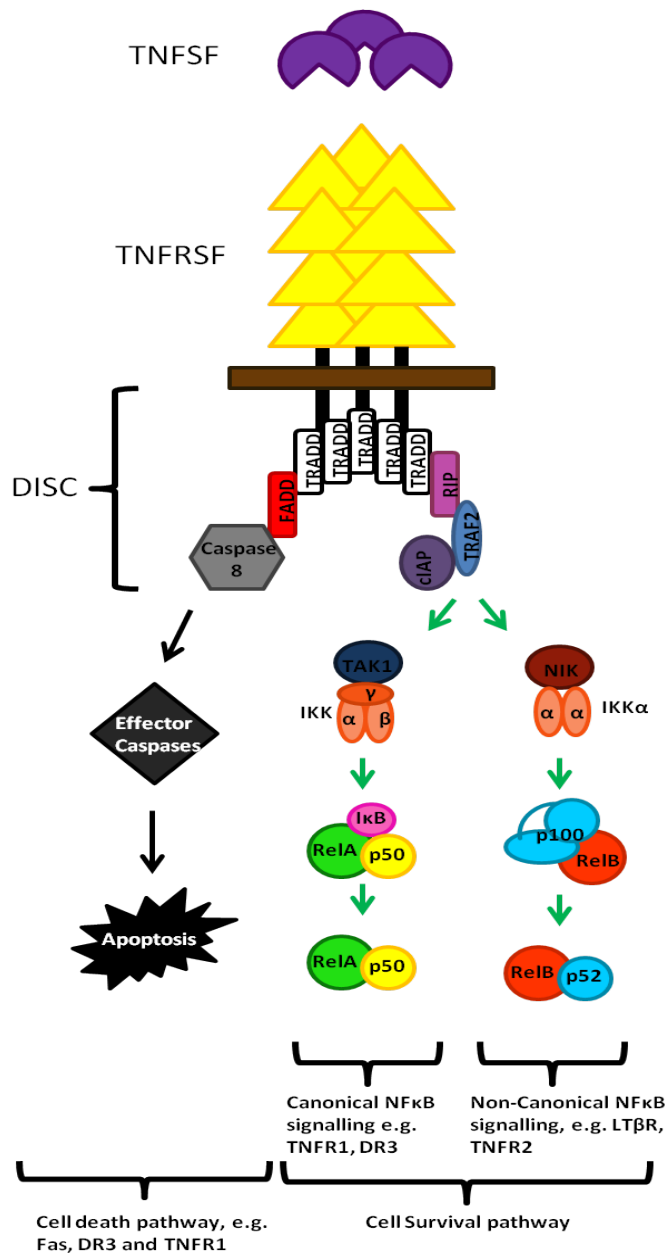 TNFSF
TNFRSF
DISC
TRADD
TRADD
TRADD
TRADD
TRADD
FADD
RIP
Caspase
8
cIAP
TRAF2
TAK1
γ
IKK
α
β
NIK
α
α
IKKα
Effector
Caspases
IκB
RelA
p50
p100
RelB
Apoptosis
RelA
p50
RelB
p52
Canonical NFκB
signalling e.g.
TNFR1, DR3
Non-Canonical NFκB
signalling, e.g. LTβR,
TNFR2
Cell death pathway, e.g.
Fas, DR3 and TNFR1
Cell Survival pathway